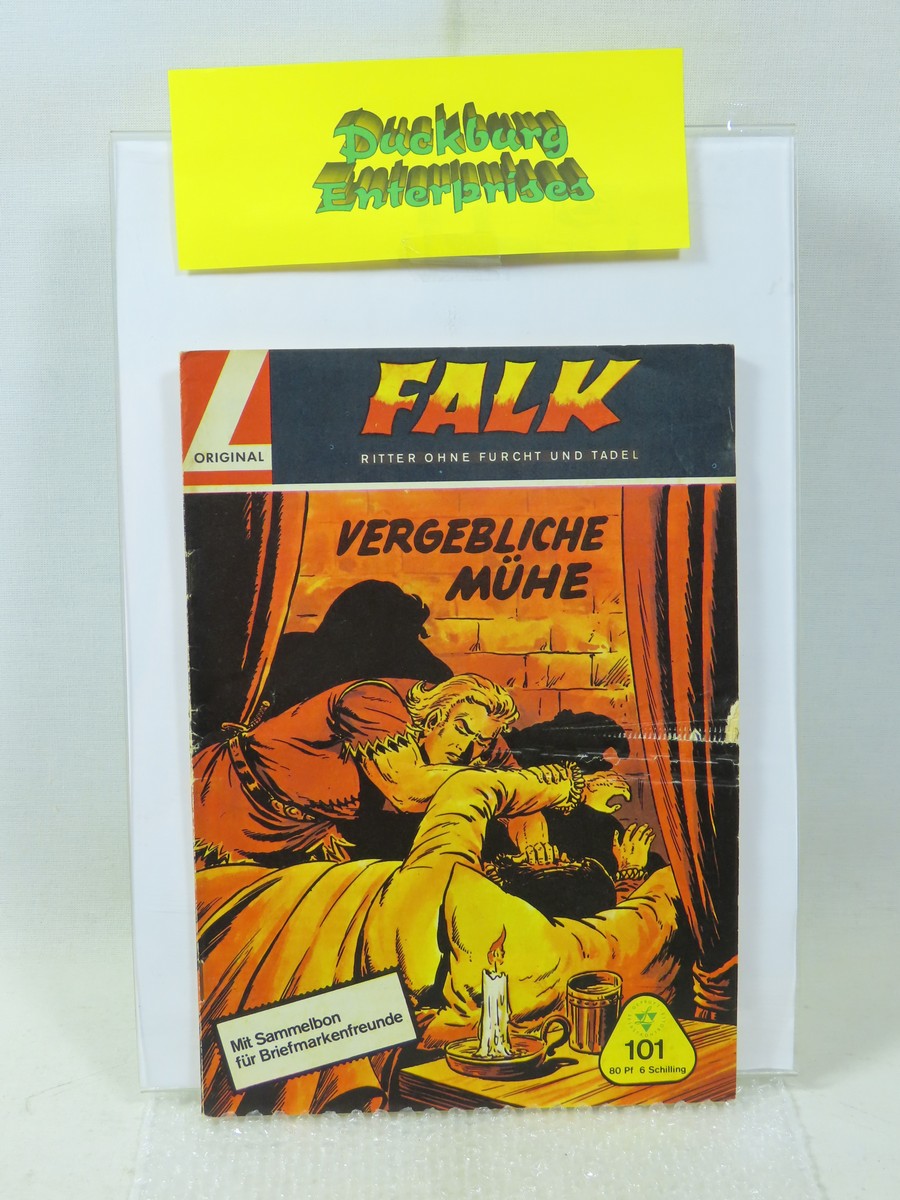 Duckburg
Enterprises
ORIGINAL
FALK
RITTER OHNE FURCHT UND TADEL
VERGEBLICHE
MÜHE
Mit Sammelbon
für Briefmarkenfreunde
101
80 Pf 6 Schilling